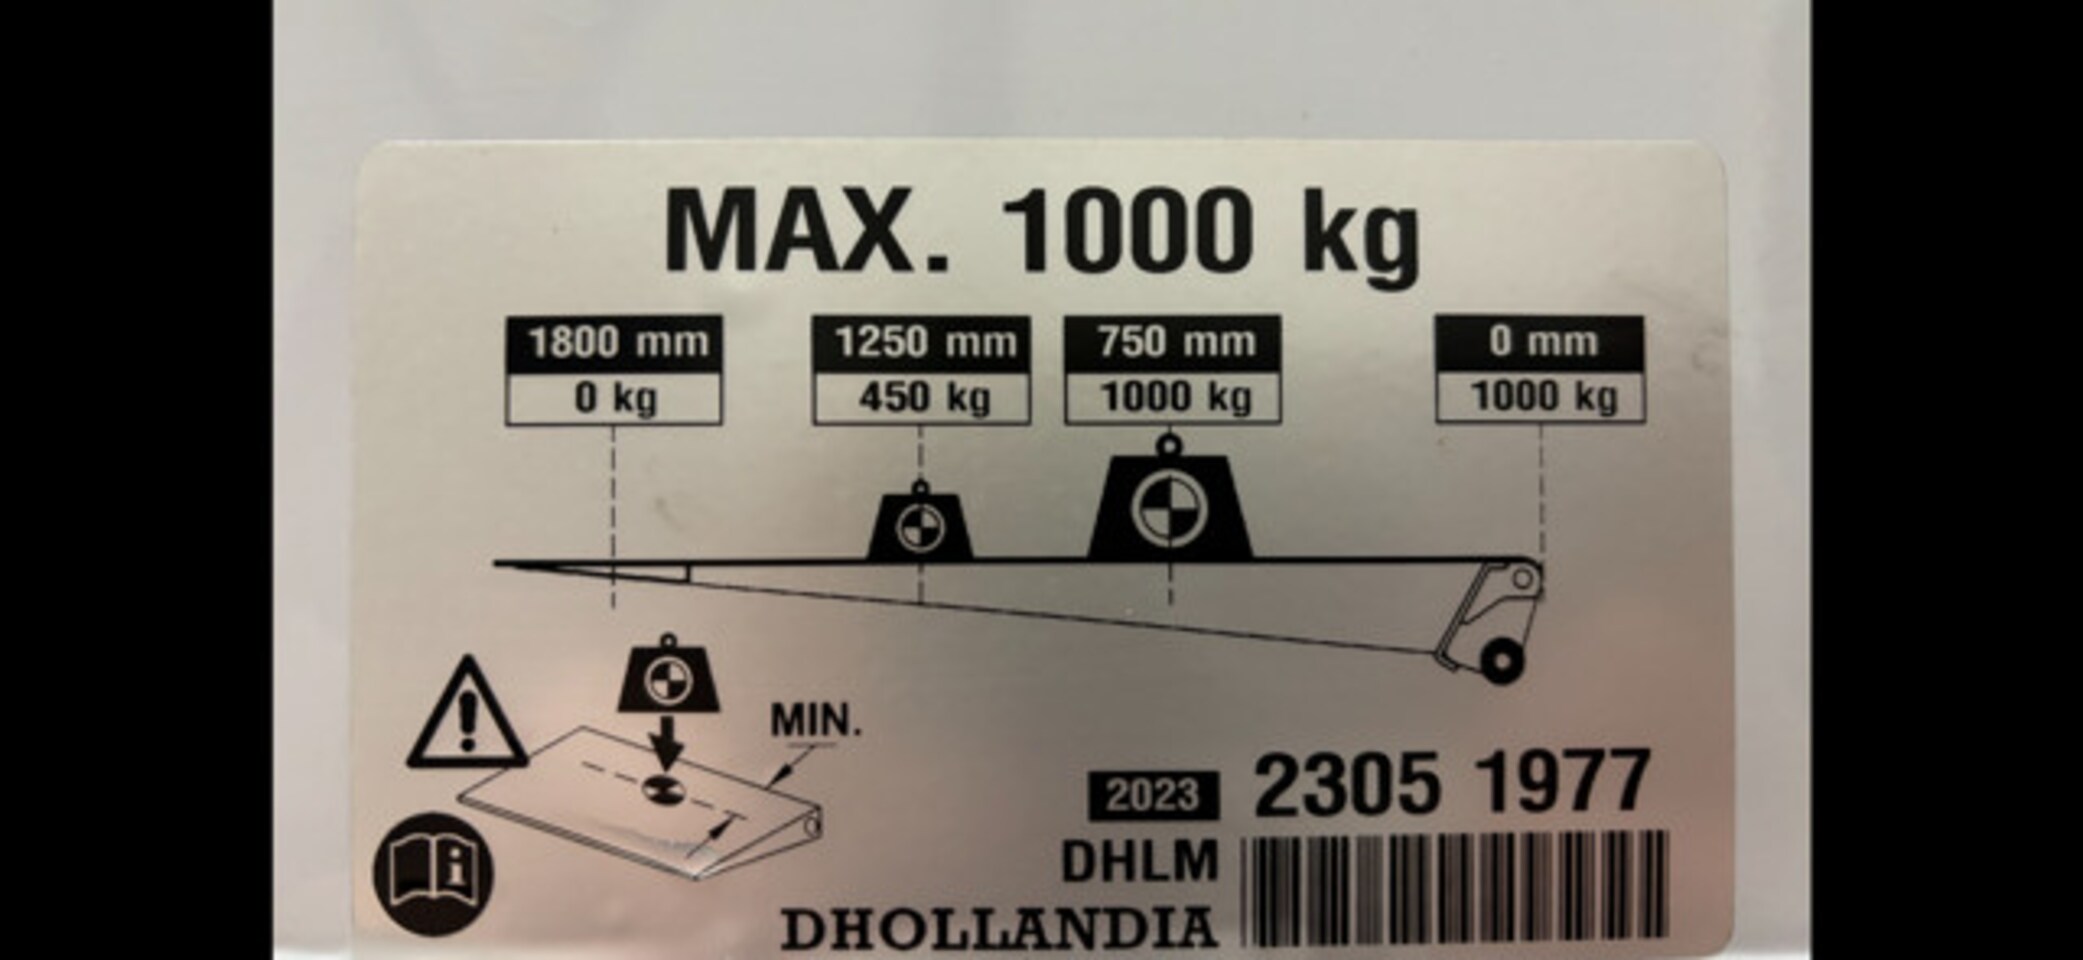 MAX. 1000 kg
1800 mm 1250 mm 750 mm 0 mm
0 kg 450 kg 1000 kg 1000 kg
MIN.
2023 2305 1977
DHLM
DHOLLANDIA